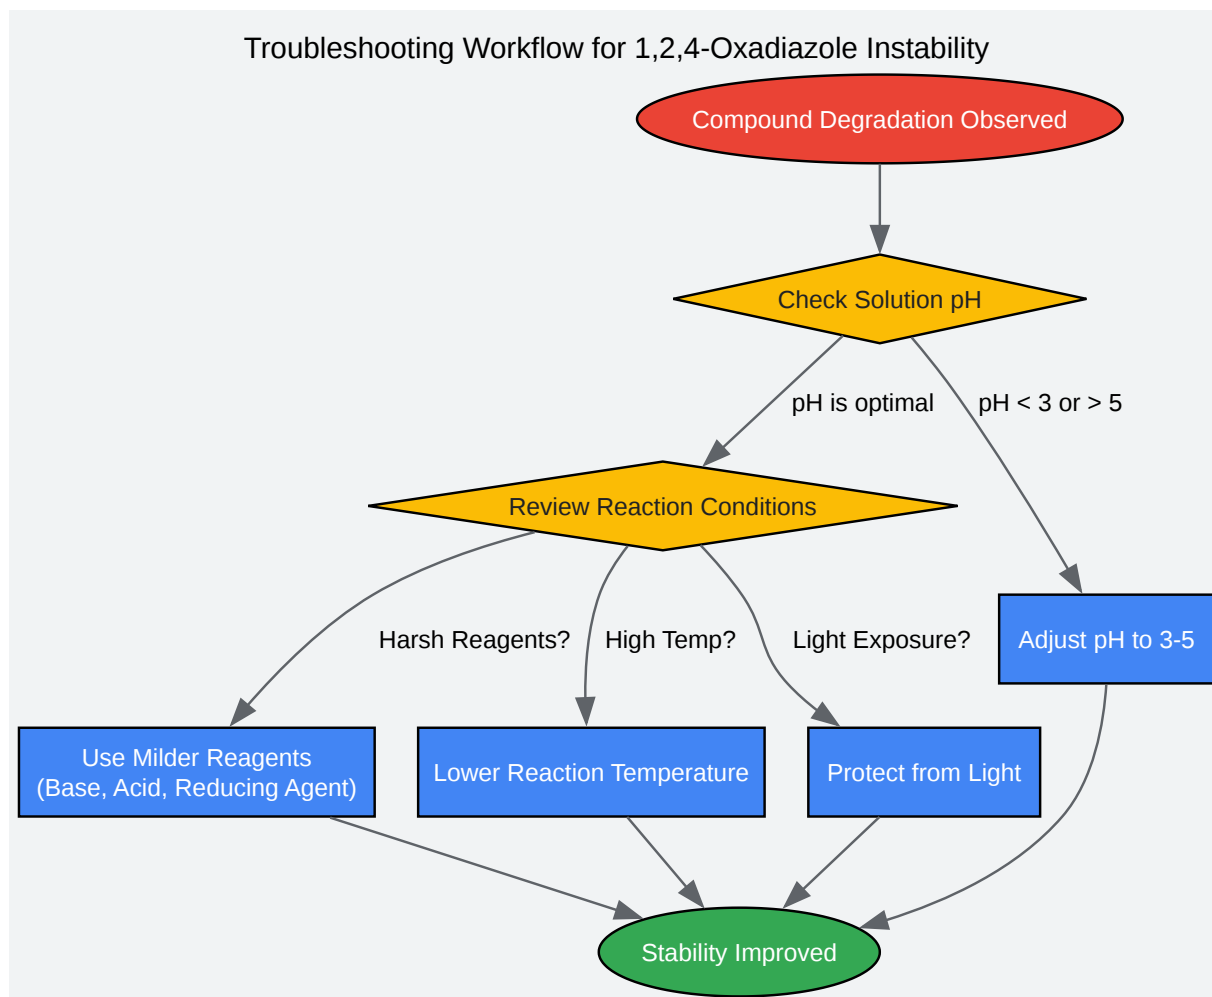 Troubleshooting Workflow for 1,2,4-Oxadiazole Instability
Compound Degradation Observed
Check Solution pH
pH is optimal
pH < 3 or > 5
Review Reaction Conditions
Harsh Reagents?
High Temp?
Light Exposure?
Adjust pH to 3-5
Use Milder Reagents
(Base, Acid, Reducing Agent)
Lower Reaction Temperature
Protect from Light
Stability Improved